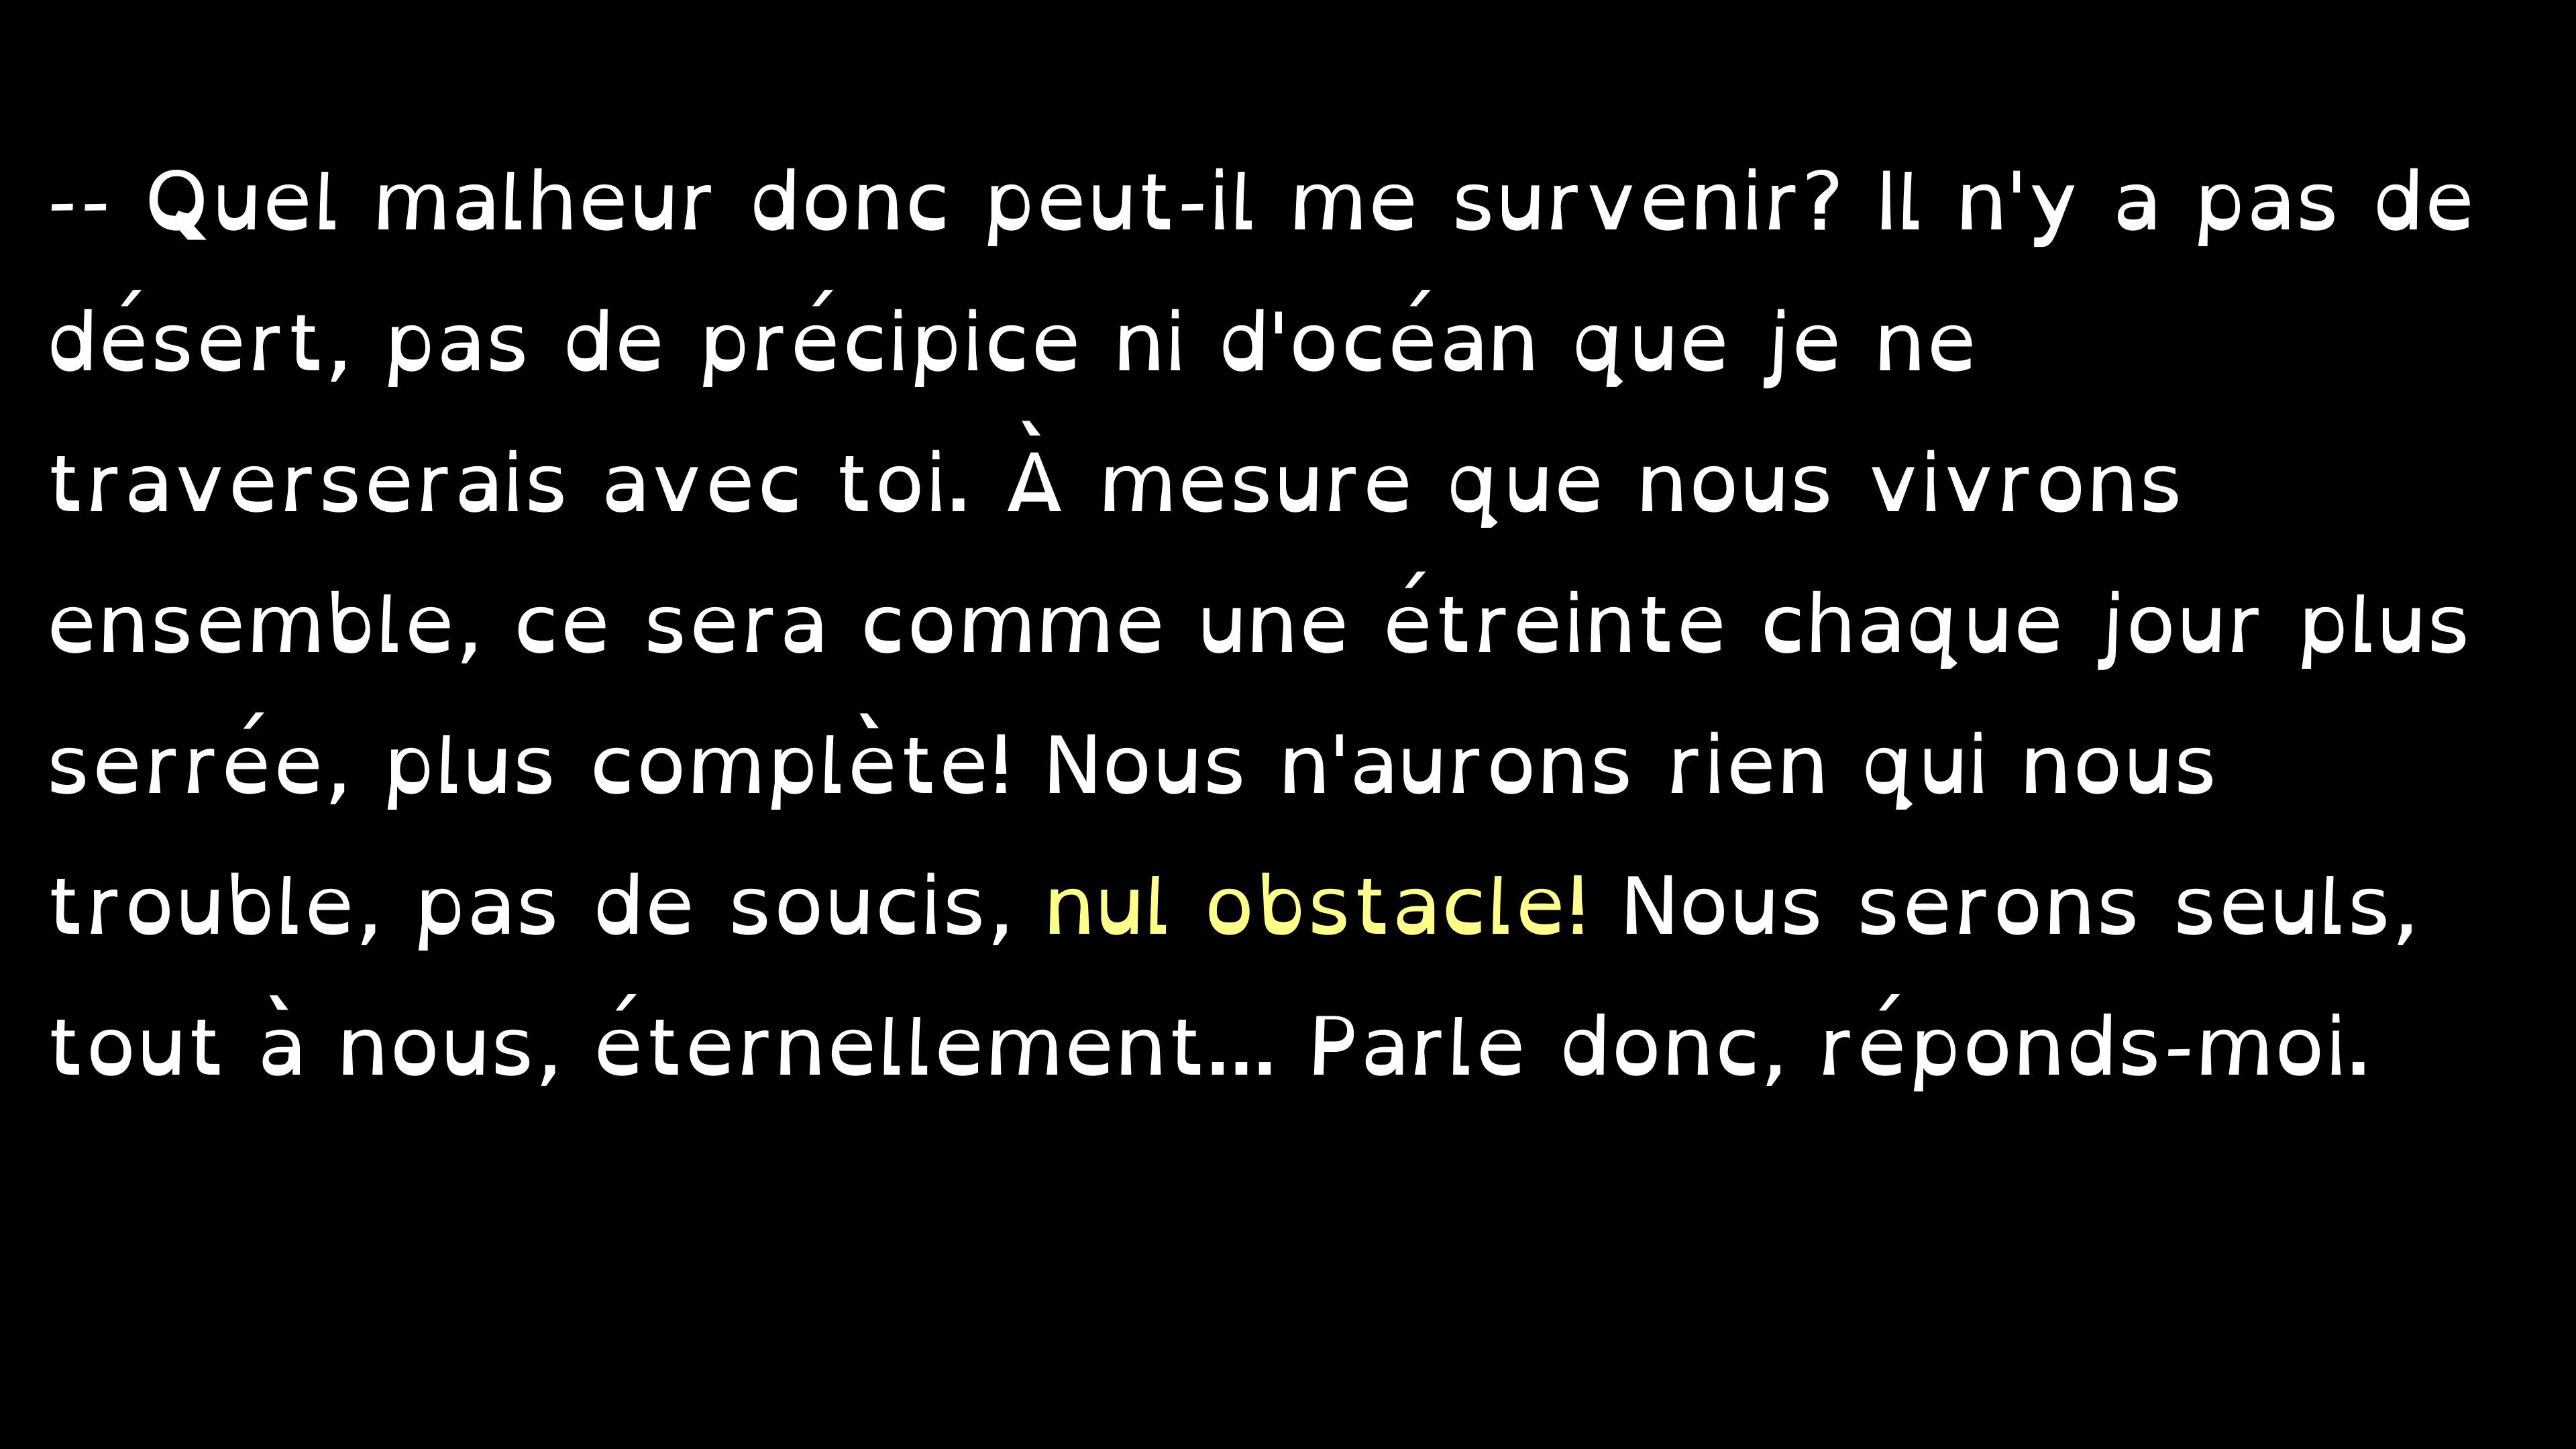 -- Quel malheur donc peut-il me survenir? Il n'y a pas de
désert, pas de précipice ni d'océan que je ne
traverserais avec toi. À mesure que nous vivrons
ensemble, ce sera comme une étreinte chaque jour plus
serrée, plus complète! Nous n'aurons rien qui nous
trouble, pas de soucis, nul obstacle! Nous serons seuls,
tout à nous, éternellement... Parle donc, réponds-moi.